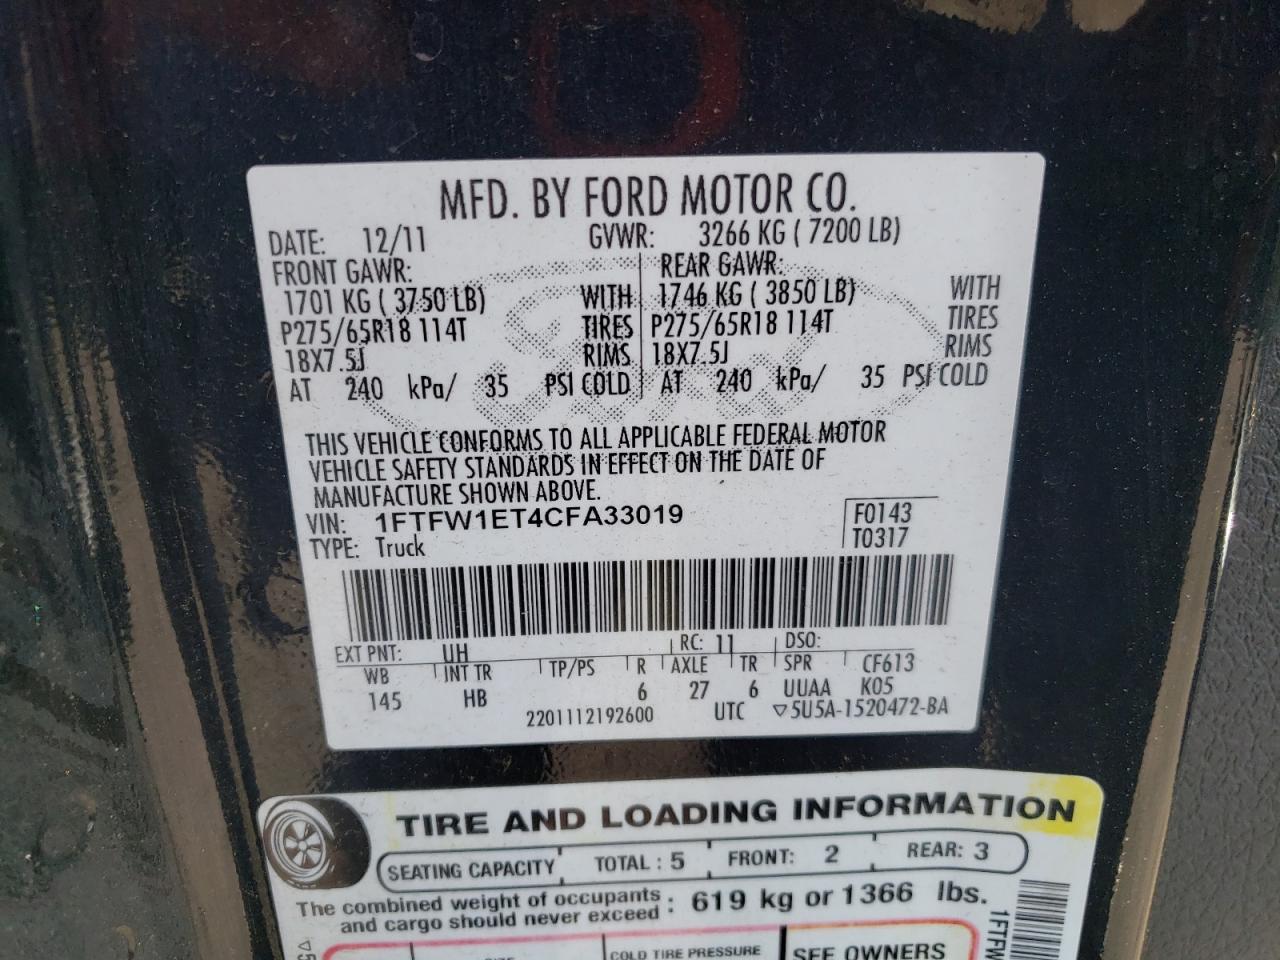 MFD. BY FORD MOTOR CO.
DATE: 12/11 GVWR: 3266 KG ( 7200 LB)
FRONT GAWR: REAR GAWR:
1701 KG ( 3750 LB) WITH 1746 KG ( 3850 LB) WITH
P275/65R18 114T TIRES P275/65R18 114T TIRES
18X7.5J RIMS 18X7.5J RIMS
AT 240 kPa/ 35 PSI COLD AT 240 kPa/ 35 PSI COLD
THIS VEHICLE CONFORMS TO ALL APPLICABLE FEDERAL MOTOR
VEHICLE SAFETY STANDARDS IN EFFECT ON THE DATE OF
MANUFACTURE SHOWN ABOVE.
VIN: 1FTFW1ET4CFA33019 F0143
TYPE: Truck T0317
EXT PNT: UH RC: 11 DSO:
WB INT TR TP/PS R AXLE TR SPR CF613
145 HB 6 27 6 UUAA K05
2201112192600 UTC ▽5U5A-1520472-BA
TIRE AND LOADING INFORMATION
SEATING CAPACITY TOTAL : 5 FRONT: 2 REAR: 3
The combined weight of occupants
and cargo should never exceed : 619 kg or 1366 lbs.
COLD TIRE PRESSURE
SEE OWNERS
1FTFW